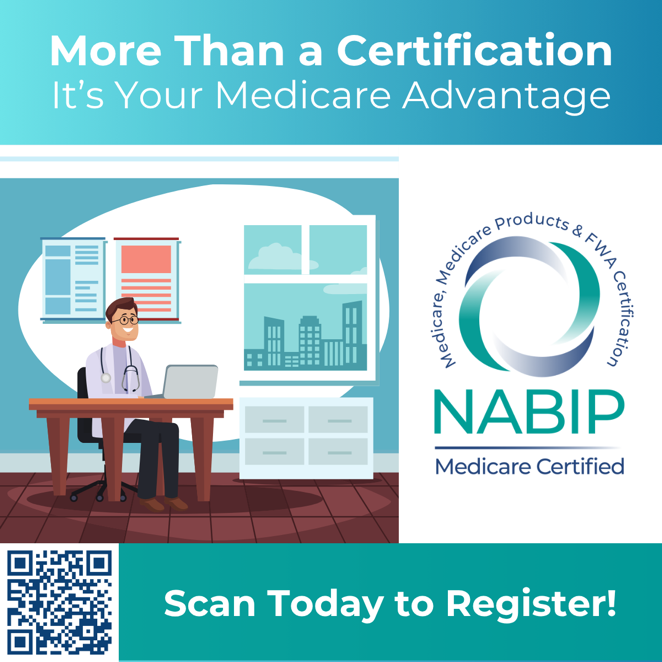 More Than a Certification
It's Your Medicare Advantage
Medicare, Medicare Products & FWA Certification
NABIP
Medicare Certified
Scan Today to Register!